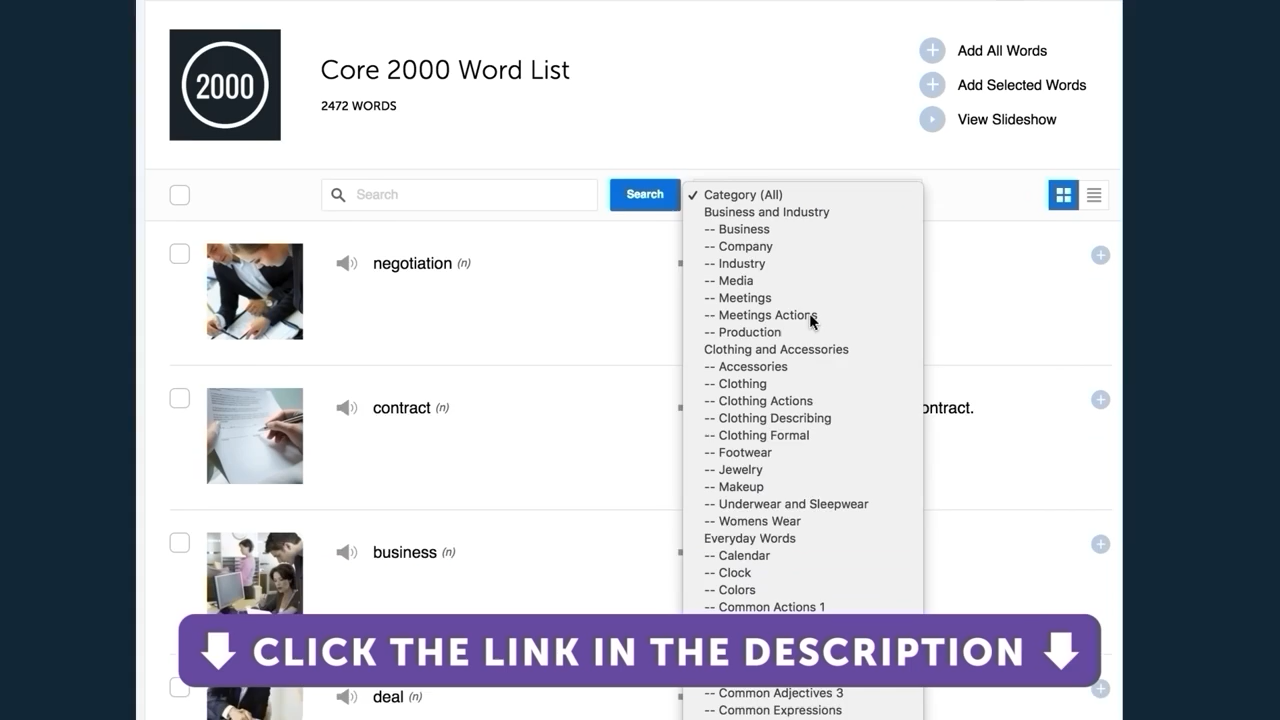 2000
Core 2000 Word List
2472 WORDS
Add All Words
Add Selected Words
View Slideshow
Search
Search
✓ Category (All)
Business and Industry
-- Business
-- Company
-- Industry
-- Media
-- Meetings
-- Meetings Actions
-- Production
Clothing and Accessories
-- Accessories
-- Clothing
-- Clothing Actions
-- Clothing Describing
-- Clothing Formal
-- Footwear
-- Jewelry
-- Makeup
-- Underwear and Sleepwear
-- Womens Wear
Everyday Words
-- Calendar
-- Clock
-- Colors
-- Common Actions 1
-- Common Adjectives 3
-- Common Expressions
negotiation (n)
contract (n)
ontract.
business (n)
deal (n)
CLICK THE LINK IN THE DESCRIPTION